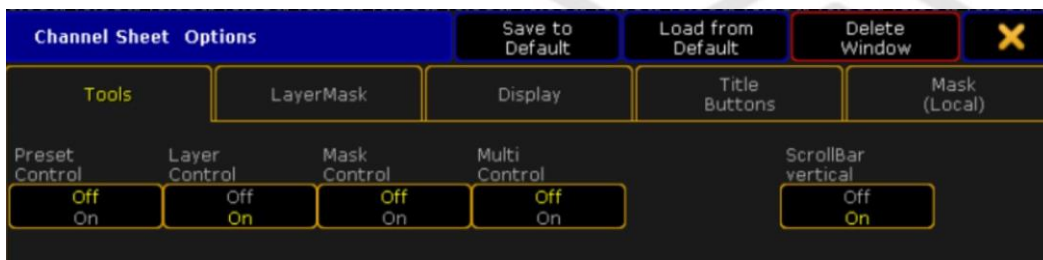 Channel Sheet Options
Save to
Default
Load from
Default
Delete
Window
Tools
LayerMask
Display
Title
Buttons
Mask
(Local)
Preset
Control
Off
On
Layer
Control
Off
On
Mask
Control
Off
On
Multi
Control
Off
On
ScrollBar
vertical
Off
On